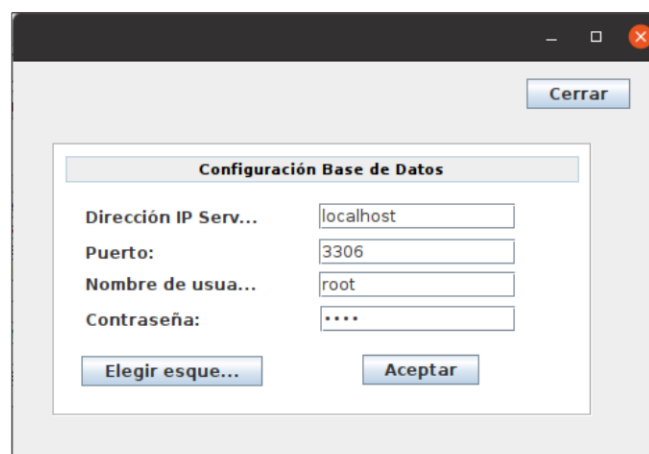 Cerrar
Configuración Base de Datos
Dirección IP Serv... localhost
Puerto: 3306
Nombre de usua... root
Contraseña: ••••
Elegir esque... Aceptar